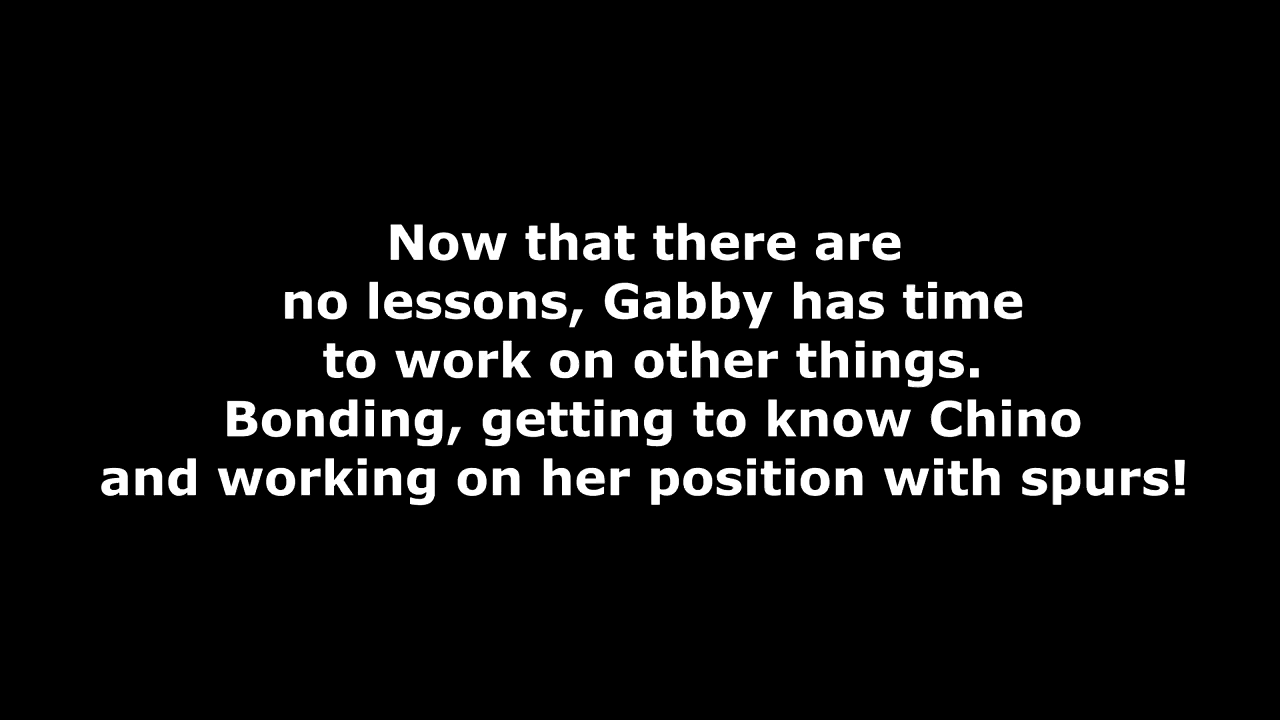 Now that there are
no lessons, Gabby has time
to work on other things.
Bonding, getting to know Chino
and working on her position with spurs!